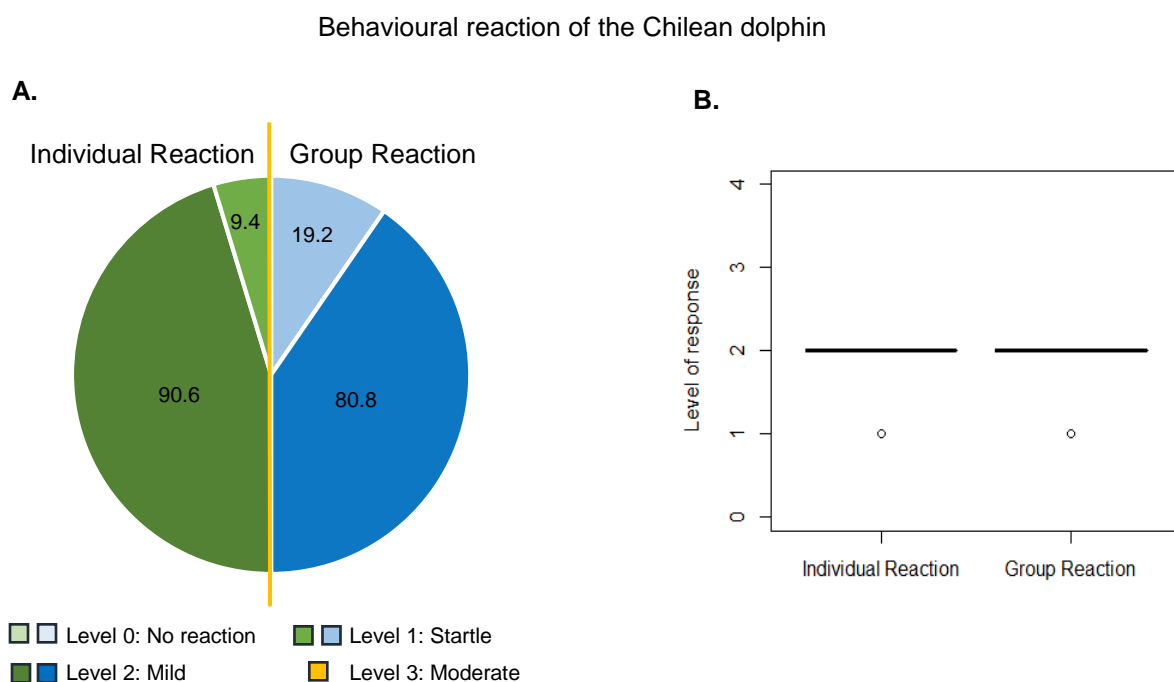 Behavioural reaction of the Chilean dolphin
A.
Individual Reaction
Group Reaction
9.4
19.2
90.6
80.8
Level 0: No reaction
Level 1: Startle
Level 2: Mild
Level 3: Moderate
B.
Level of response
4
3
2
1
0
Individual Reaction
Group Reaction